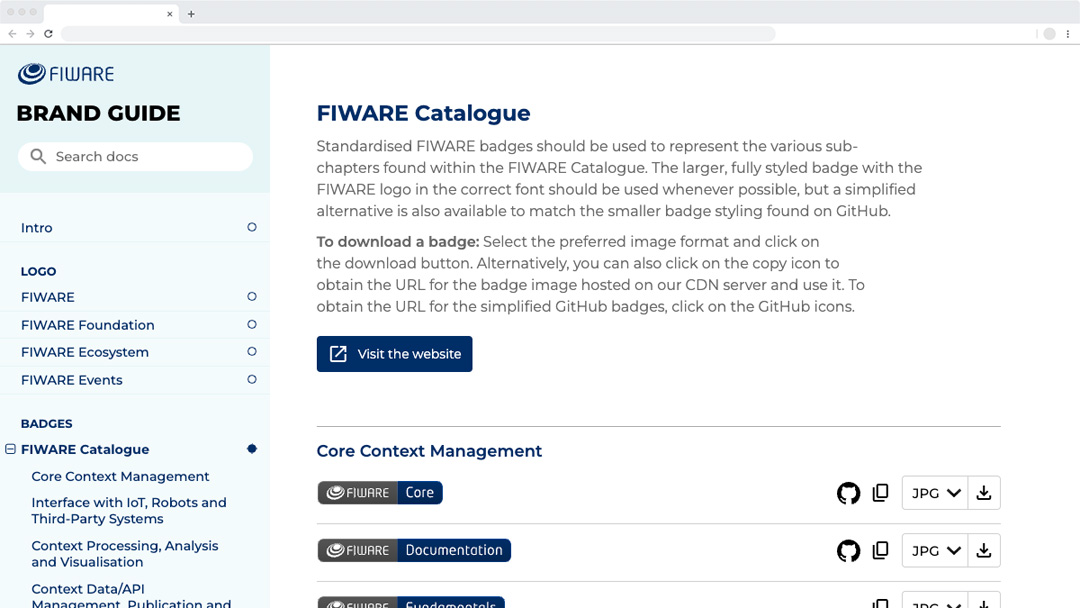 FIWARE
BRAND GUIDE
Search docs
Intro
LOGO
FIWARE
FIWARE Foundation
FIWARE Ecosystem
FIWARE Events
BADGES
FIWARE Catalogue
Core Context Management
Interface with IoT, Robots and
Third-Party Systems
Context Processing, Analysis
and Visualisation
Context Data/API
Management, Publication and
FIWARE Catalogue
Standardised FIWARE badges should be used to represent the various sub-
chapters found within the FIWARE Catalogue. The larger, fully styled badge with the
FIWARE logo in the correct font should be used whenever possible, but a simplified
alternative is also available to match the smaller badge styling found on GitHub.
To download a badge: Select the preferred image format and click on
the download button. Alternatively, you can also click on the copy icon to
obtain the URL for the badge image hosted on our CDN server and use it. To
obtain the URL for the simplified GitHub badges, click on the GitHub icons.
Visit the website
Core Context Management
FIWARE Core JPG
FIWARE Documentation JPG
FIWARE Fundamentals JPG